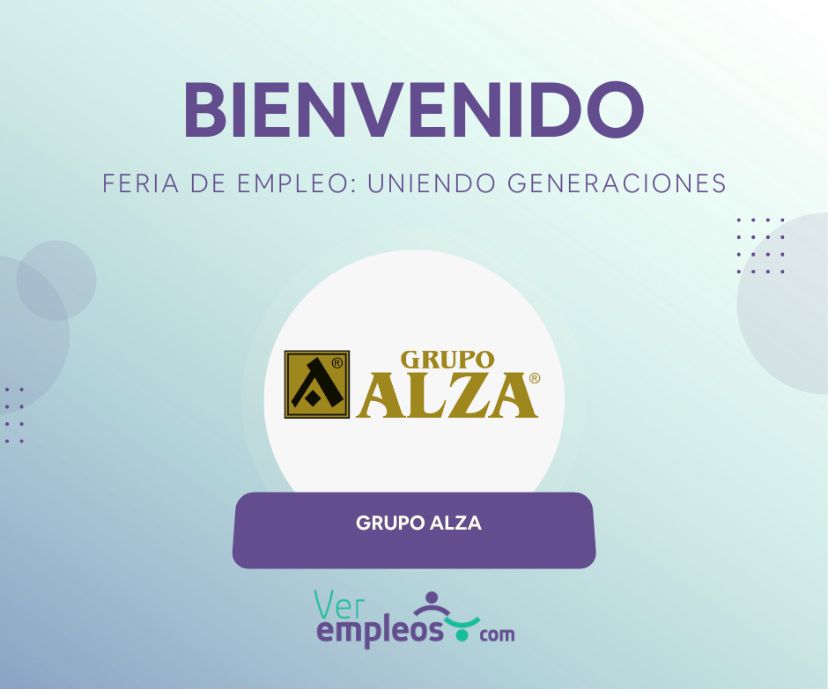 BIENVENIDO
FERIA DE EMPLEO: UNIENDO GENERACIONES
GRUPO
ALZA®
®
GRUPO ALZA
Ver
empleos.com